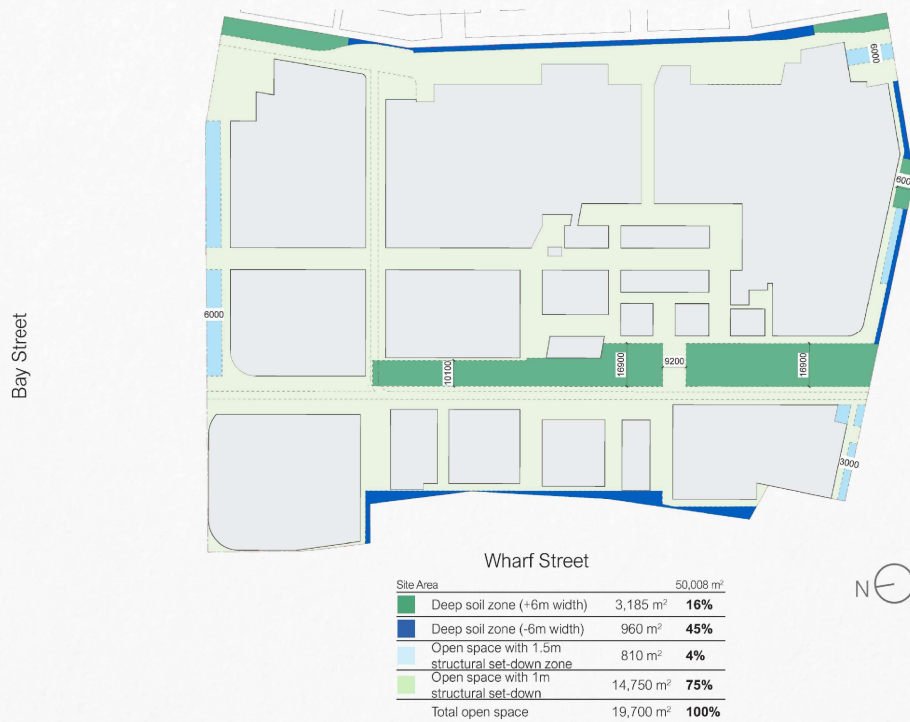 6000
6000
Bay Street
6000
10100
16900
9200
16900
3000
Wharf Street
N
Site Area 50,008 m²
Deep soil zone (+6m width) 3,185 m² 16%
Deep soil zone (-6m width) 960 m² 45%
Open space with 1.5m
structural set-down zone 810 m² 4%
Open space with 1m
structural set-down 14,750 m² 75%
Total open space 19,700 m² 100%